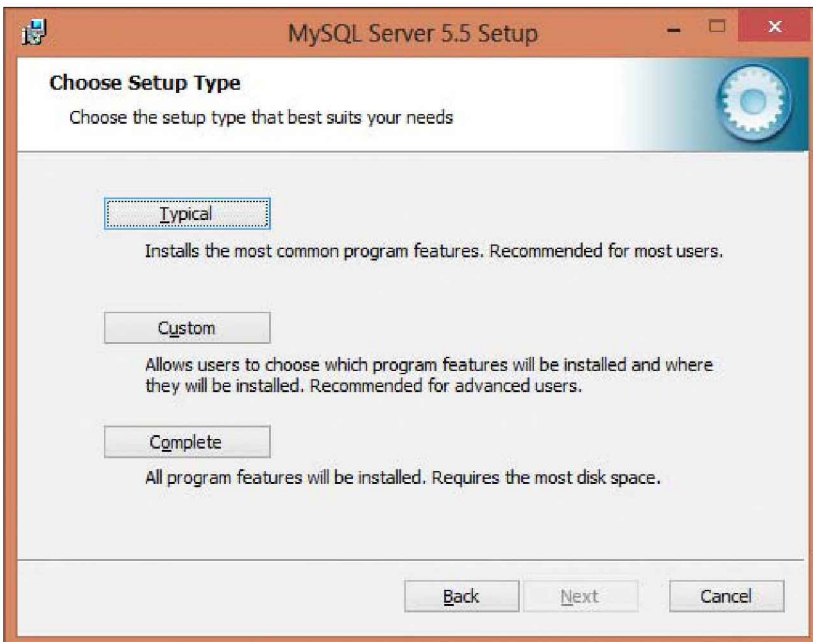 MySQL Server 5.5 Setup
Choose Setup Type
Choose the setup type that best suits your needs
Typical
Installs the most common program features. Recommended for most users.
Custom
Allows users to choose which program features will be installed and where
they will be installed. Recommended for advanced users.
Complete
All program features will be installed. Requires the most disk space.
Back Next Cancel